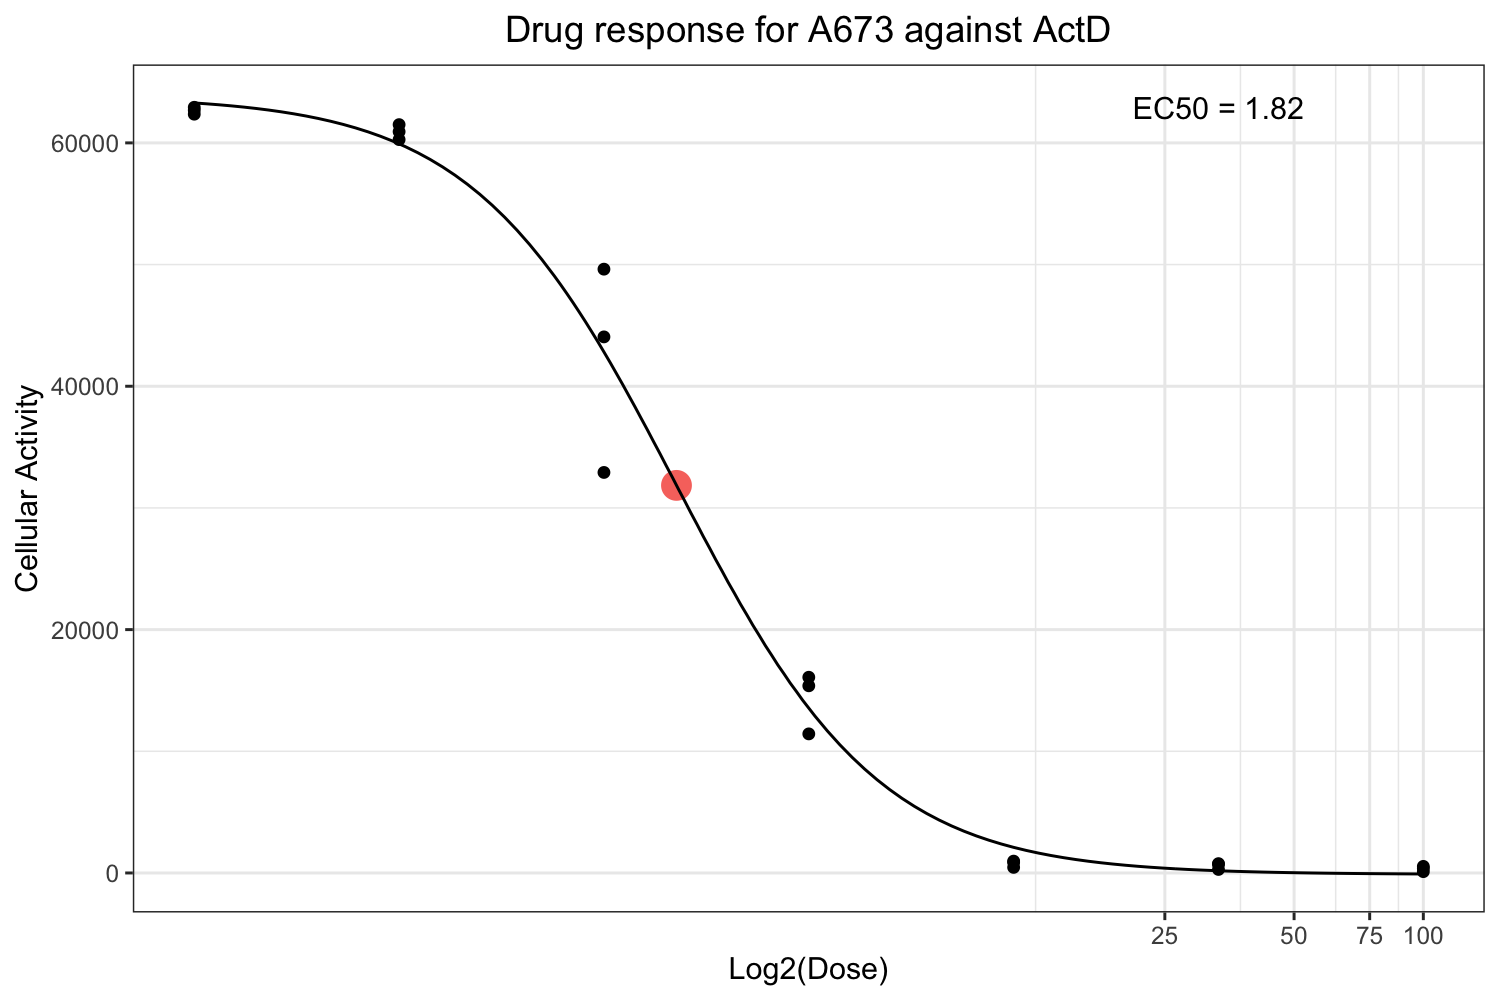 Drug response for A673 against ActD
EC50 = 1.82
Cellular Activity
60000
40000
20000
0
25 50 75 100
Log2(Dose)